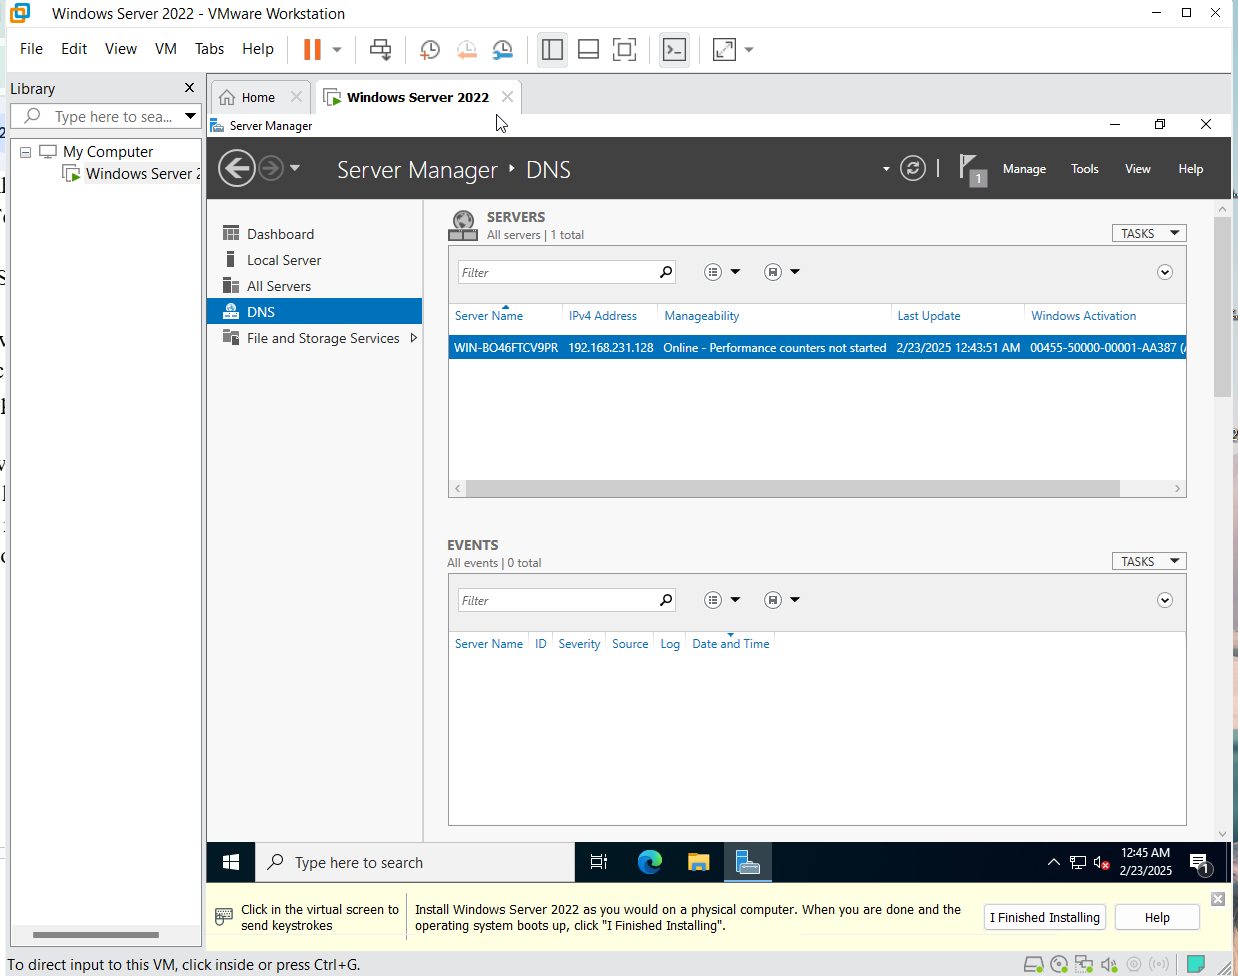 Windows Server 2022 - VMware Workstation
File Edit View VM Tabs Help
Library
Type here to sea...
My Computer
Windows Server 2
Home
Windows Server 2022
Server Manager
Server Manager DNS
1
Manage Tools View Help
Dashboard
Local Server
All Servers
DNS
File and Storage Services
SERVERS
All servers | 1 total
TASKS
Filter
Server Name IPv4 Address Manageability Last Update Windows Activation
WIN-BO46FTCV9PR 192.168.231.128 Online - Performance counters not started 2/23/2025 12:43:51 AM 00455-50000-00001-AA387 (
EVENTS
All events | 0 total
TASKS
Filter
Server Name ID Severity Source Log Date and Time
Type here to search
12:45 AM
2/23/2025
1
Click in the virtual screen to
send keystrokes
Install Windows Server 2022 as you would on a physical computer. When you are done and the
operating system boots up, click "I Finished Installing".
I Finished Installing
Help
To direct input to this VM, click inside or press Ctrl+G.